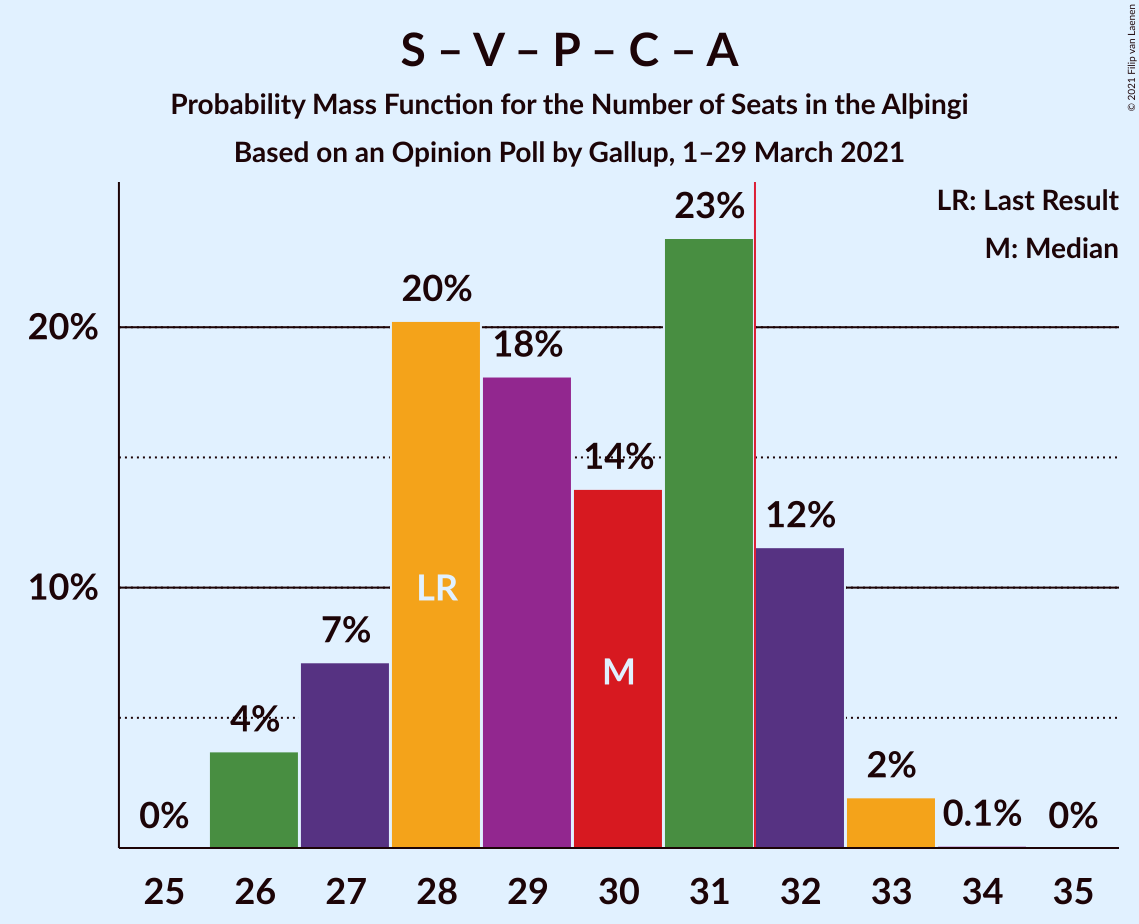 S – V – P – C – A
Probability Mass Function for the Number of Seats in the Alþingi
Based on an Opinion Poll by Gallup, 1–29 March 2021
© 2021 Filip van Laenen
LR: Last Result
M: Median
20%
10%
0%
4%
7%
20%
18%
14%
23%
12%
2%
0.1%
0%
LR
M
25 26 27 28 29 30 31 32 33 34 35